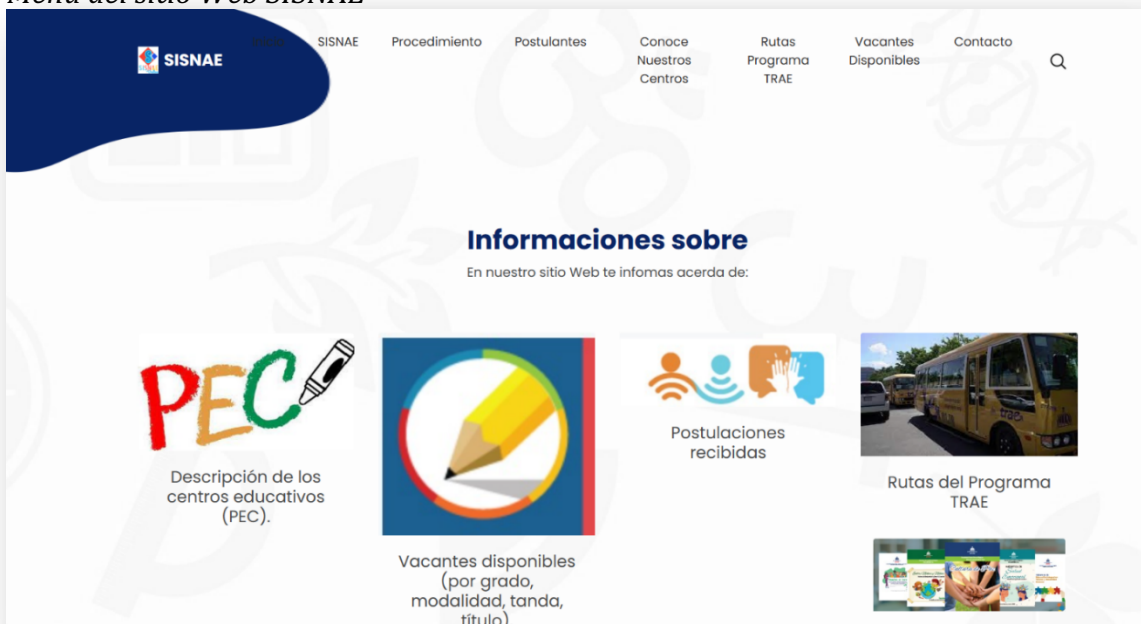 Menú del sitio Web SISNAE
SISNAE
Inicio
SISNAE
Procedimiento
Postulantes
Conoce
Nuestros
Centros
Rutas
Programa
TRAE
Vacantes
Disponibles
Contacto
Informaciones sobre
En nuestro sitio Web te infomas acerda de:
PEC
Descripción de los
centros educativos
(PEC).
Vacantes disponibles
(por grado,
modalidad, tanda,
título)
Postulaciones
recibidas
trae
Rutas del Programa
TRAE